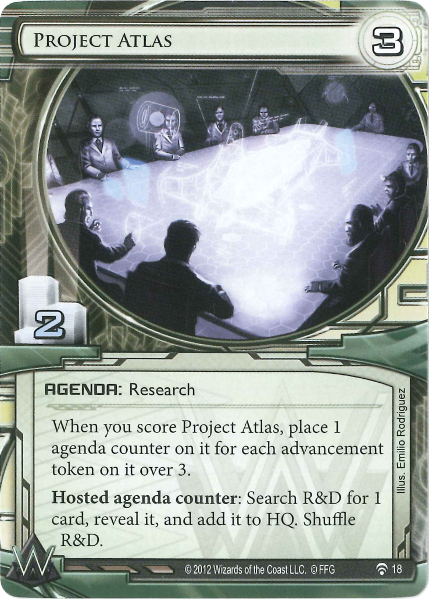 PROJECT ATLAS
3
2
AGENDA: Research
When you score Project Atlas, place 1
agenda counter on it for each advancement
token on it over 3.
Hosted agenda counter: Search R&D for 1
card, reveal it, and add it to HQ. Shuffle
R&D.
Illus. Emilio Rodriguez
© 2012 Wizards of the Coast LLC. © FFG
18